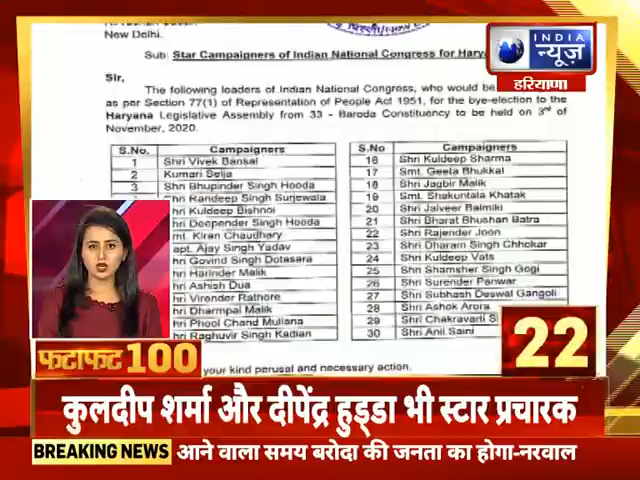 New Delhi.
INDIA
न्यूज़
हरियाणा
Sub: Star Campaigners of Indian National Congress for
Sir,
The following leaders of Indian National Congress, who would be
as per Section 77(1) of Representation of People Act 1951, for the bye-election to the
Haryana Legislative Assembly from 33 - Baroda Constituency to be held on 3rd of
November, 2020.
S.No. Campaigners
1 Shri Vivek Bansal
2 Kumari Selja
3 Shri Bhupinder Singh Hooda
Shri Randeep Singh Surjewala
hri Kuldeep Bishnoi
hri Deepender Singh Hooda
mt. Kiran Chaudhary
apt. Ajay Singh Yadav
hri Govind Singh Dotasara
hri Harinder Malik
hri Ashish Dua
hri Virender Rathore
hri Dharmpal Malik
hri Phool Chand Mullana
hri Raghuvir Singh Kadian
S.No. Campaigners
16 Shri Kuldeep Sharma
17 Smt. Geeta Bhukkal
18 Shri Jagbir Malik
19 Smt. Shakuntala Khatak
20 Shri Jaiveer Balmiki
21 Shri Bharat Bhushan Batra
22 Shri Rajender Joon
23 Shri Dharam Singh Chhokar
24 Shri Kuldeep Vats
25 Shri Shamsher Singh Gogi
26 Shri Surender Panwar
27 Shri Subhash Deswal Gangoli
28 Shri Ashok Arora
29 Shri Chakravarti S
30 Shri Anil Saini
your kind perusal and necessary action.
फटाफट 100
22
कुलदीप शर्मा और दीपेंद्र हुड्डा भी स्टार प्रचारक
BREAKING NEWS आने वाला समय बरोदा की जनता का होगा-नरवाल